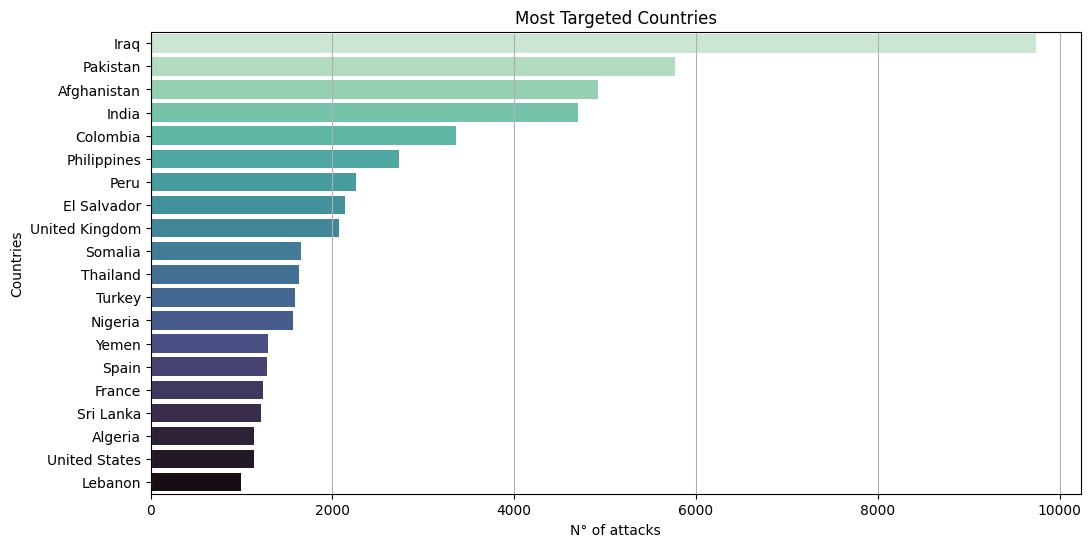 Most Targeted Countries
Countries
Iraq
Pakistan
Afghanistan
India
Colombia
Philippines
Peru
El Salvador
United Kingdom
Somalia
Thailand
Turkey
Nigeria
Yemen
Spain
France
Sri Lanka
Algeria
United States
Lebanon
0 2000 4000 6000 8000 10000
N° of attacks